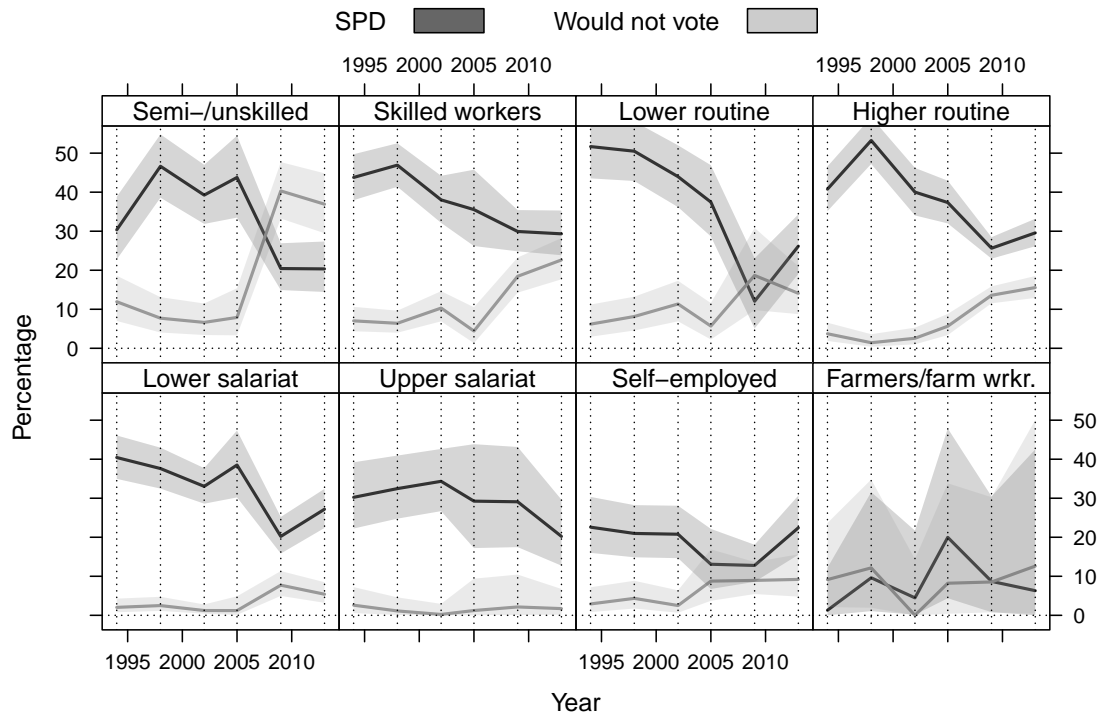 SPD Would not vote
1995 2000 2005 2010 1995 2000 2005 2010
Semi−/unskilled Skilled workers Lower routine Higher routine
50
40
30
20
10
0
Percentage
Lower salariat Upper salariat Self−employed Farmers/farm wrkr.
50
40
30
20
10
0
1995 2000 2005 2010 1995 2000 2005 2010
Year